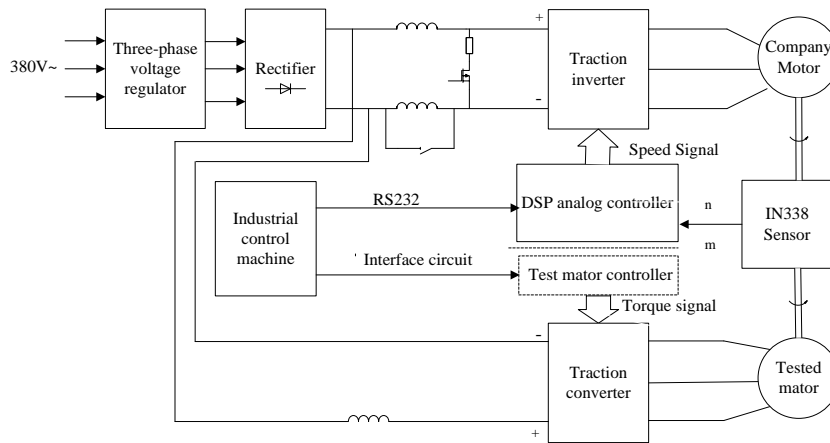 380V~
Three-phase
voltage
regulator
Rectifier
+
-
Traction
inverter
Company
Motor
Speed Signal
Industrial
control
machine
RS232
DSP analog controller
n
m
IN338
Sensor
' Interface circuit
Test mator controller
Torque signal
-
+
Traction
converter
Tested
mator